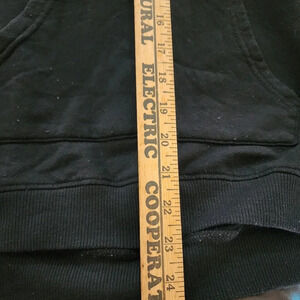 URAL ELECTRIC COOPERAT
16 17 18 19 20 21 22 23 24